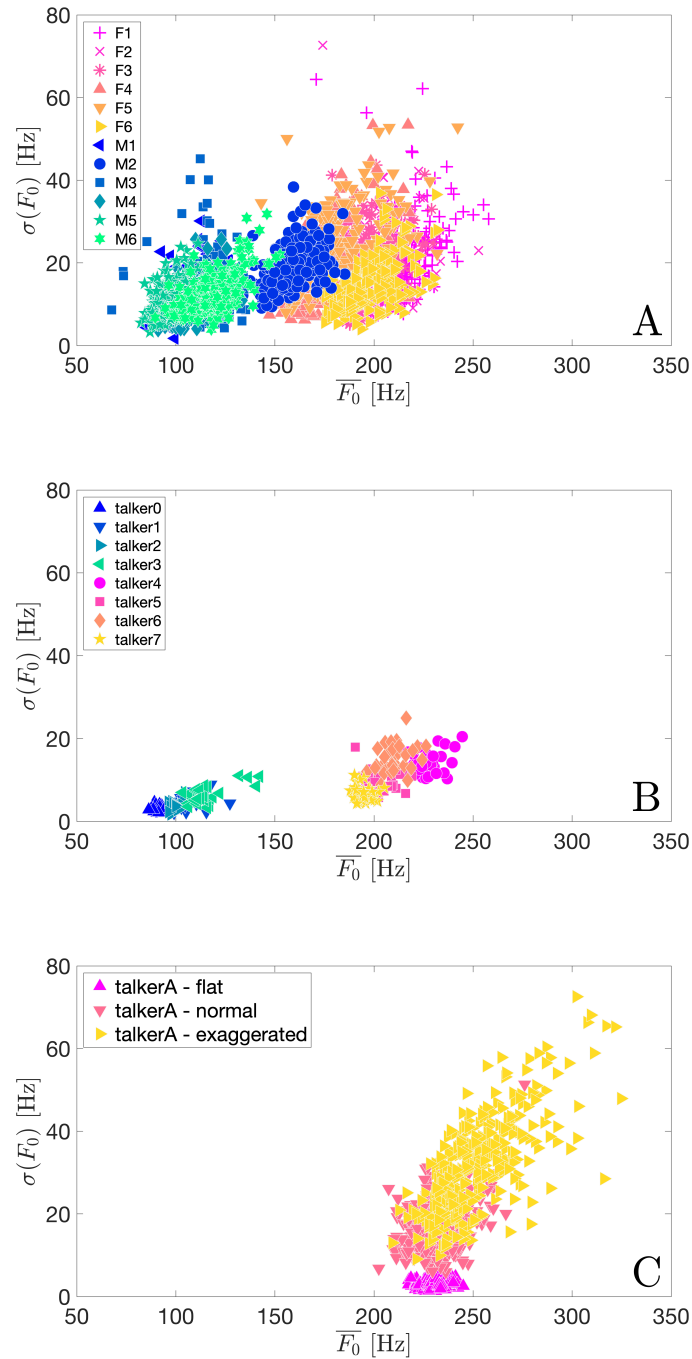 80
60
40
20
0
σ(F₀) [Hz]
F1
F2
F3
F4
F5
F6
M1
M2
M3
M4
M5
M6
A
50 100 150 200 250 300 350
F̅₀ [Hz]
80
60
40
20
0
σ(F₀) [Hz]
talker0
talker1
talker2
talker3
talker4
talker5
talker6
talker7
B
50 100 150 200 250 300 350
F̅₀ [Hz]
80
60
40
20
0
σ(F₀) [Hz]
talkerA - flat
talkerA - normal
talkerA - exaggerated
C
50 100 150 200 250 300 350
F̅₀ [Hz]